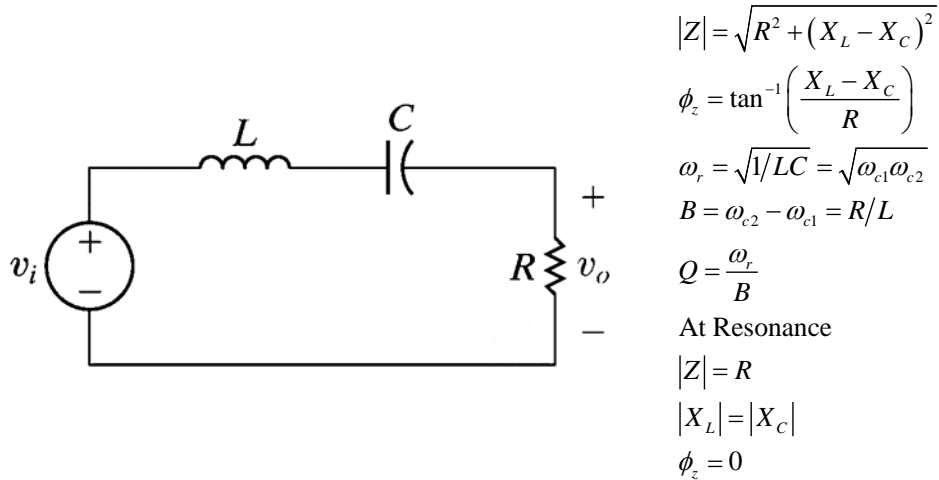 L
C
+
−
v_i
R
+
v_o
−
|Z| = √(R² + (X_L − X_C)²)
ϕ_z = tan⁻¹((X_L − X_C)/R)
ω_r = √(1/LC) = √(ω_c1 ω_c2)
B = ω_c2 − ω_c1 = R/L
Q = ω_r/B
At Resonance
|Z| = R
|X_L| = |X_C|
ϕ_z = 0